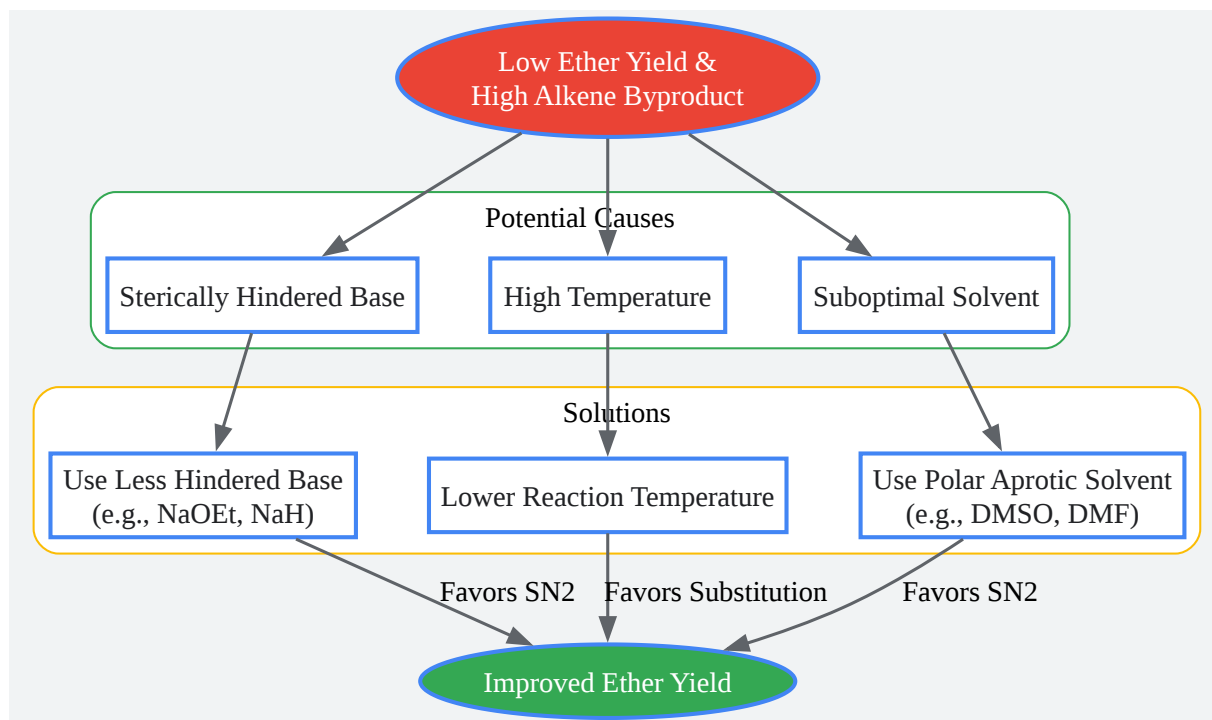 Low Ether Yield &
High Alkene Byproduct
Potential Causes
Sterically Hindered Base
High Temperature
Suboptimal Solvent
Solutions
Use Less Hindered Base
(e.g., NaOEt, NaH)
Lower Reaction Temperature
Use Polar Aprotic Solvent
(e.g., DMSO, DMF)
Favors SN2
Favors Substitution
Favors SN2
Improved Ether Yield